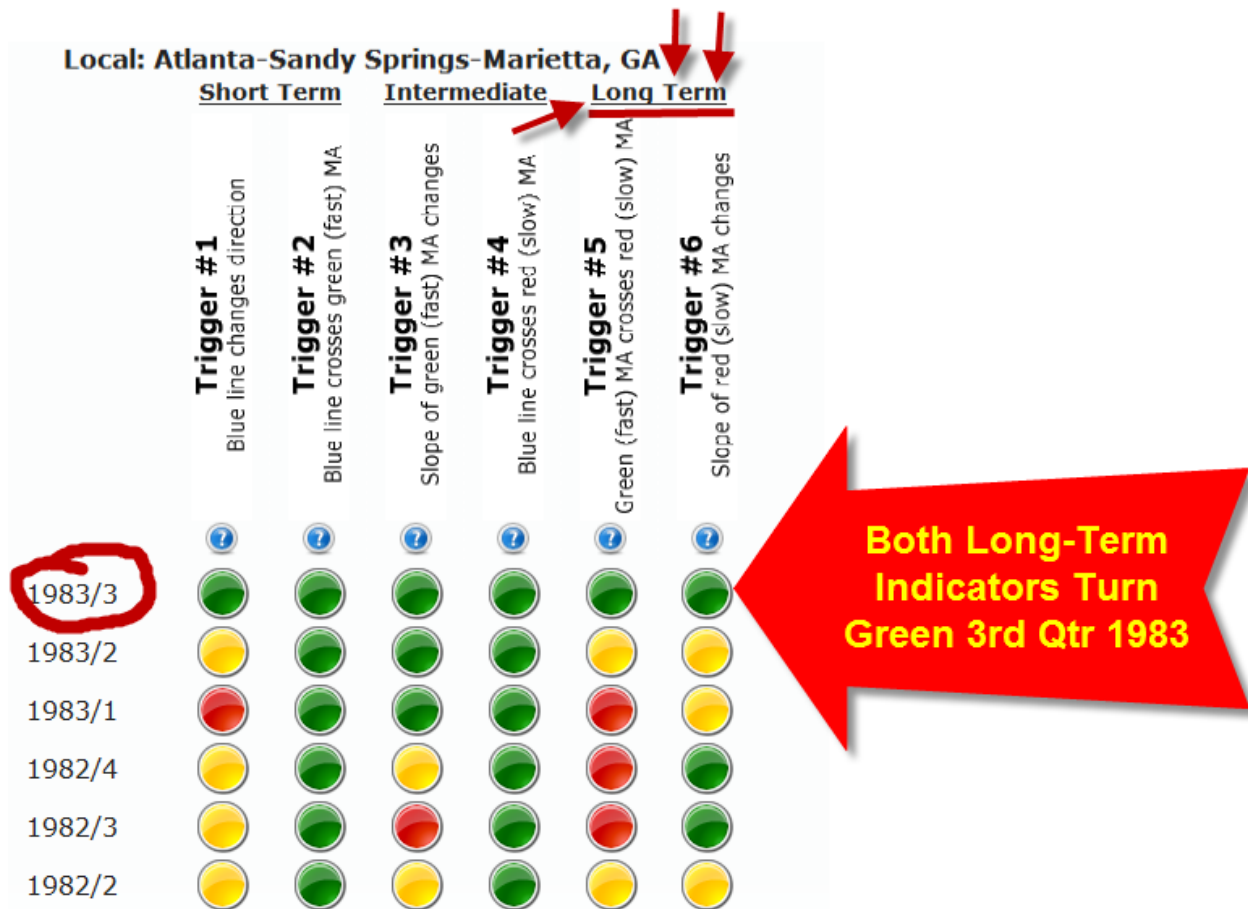 Local: Atlanta-Sandy Springs-Marietta, GA
Short Term Intermediate Long Term
Trigger #1
Blue line changes direction
Trigger #2
Blue line crosses green (fast) MA
Trigger #3
Slope of green (fast) MA changes
Trigger #4
Blue line crosses red (slow) MA
Trigger #5
Green (fast) MA crosses red (slow) MA
Trigger #6
Slope of red (slow) MA changes
? ? ? ? ? ?
1983/3
1983/2
1983/1
1982/4
1982/3
1982/2
Both Long-Term
Indicators Turn
Green 3rd Qtr 1983